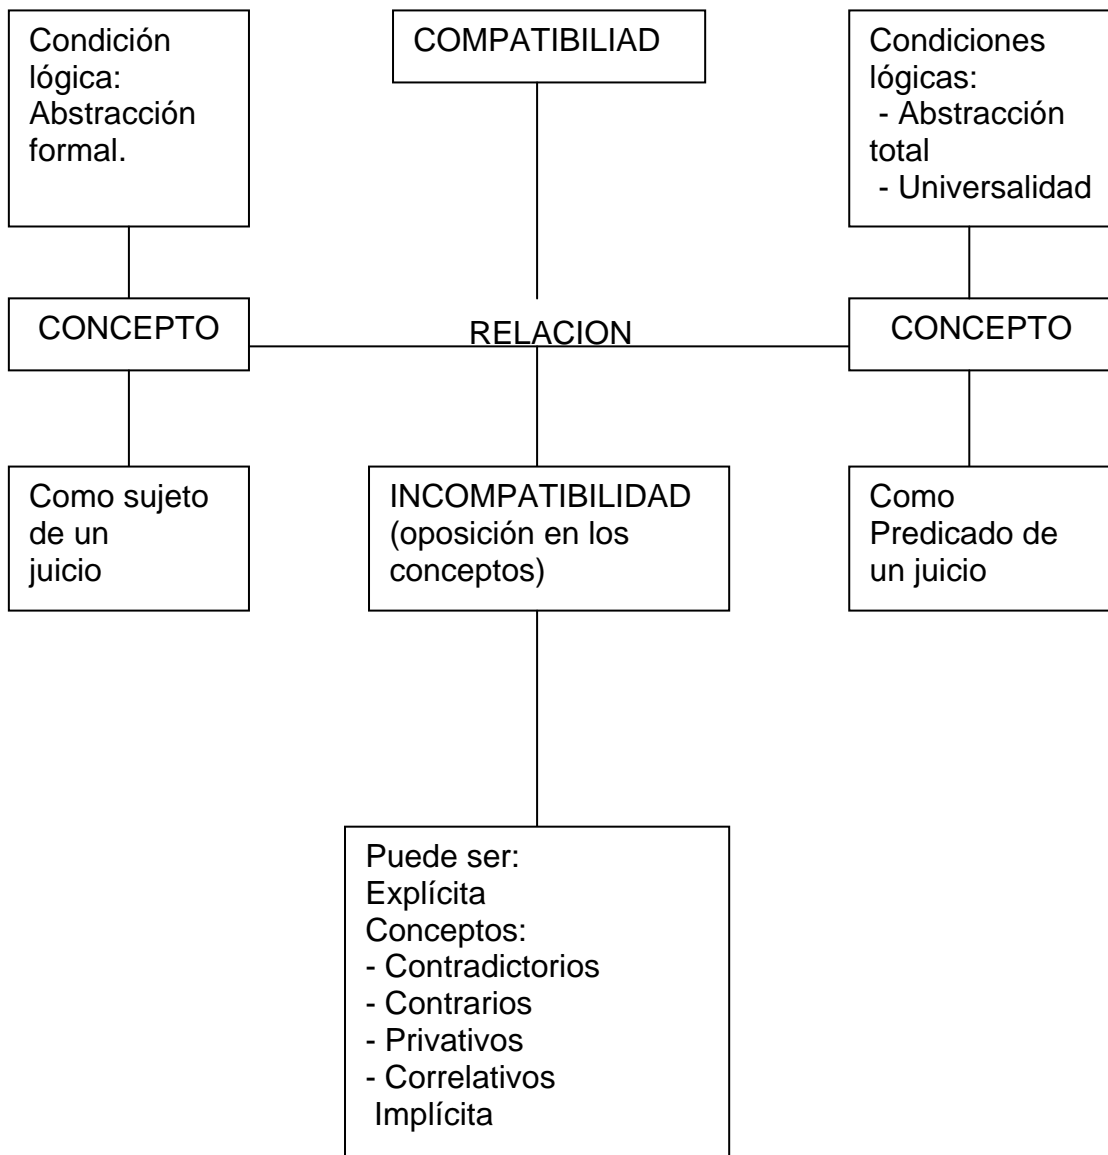 Condición
lógica:
Abstracción
formal.
COMPATIBILIAD
Condiciones
lógicas:
- Abstracción
total
- Universalidad
CONCEPTO
RELACION
CONCEPTO
Como sujeto
de un
juicio
INCOMPATIBILIDAD
(oposición en los
conceptos)
Como
Predicado de
un juicio
Puede ser:
Explícita
Conceptos:
- Contradictorios
- Contrarios
- Privativos
- Correlativos
Implícita